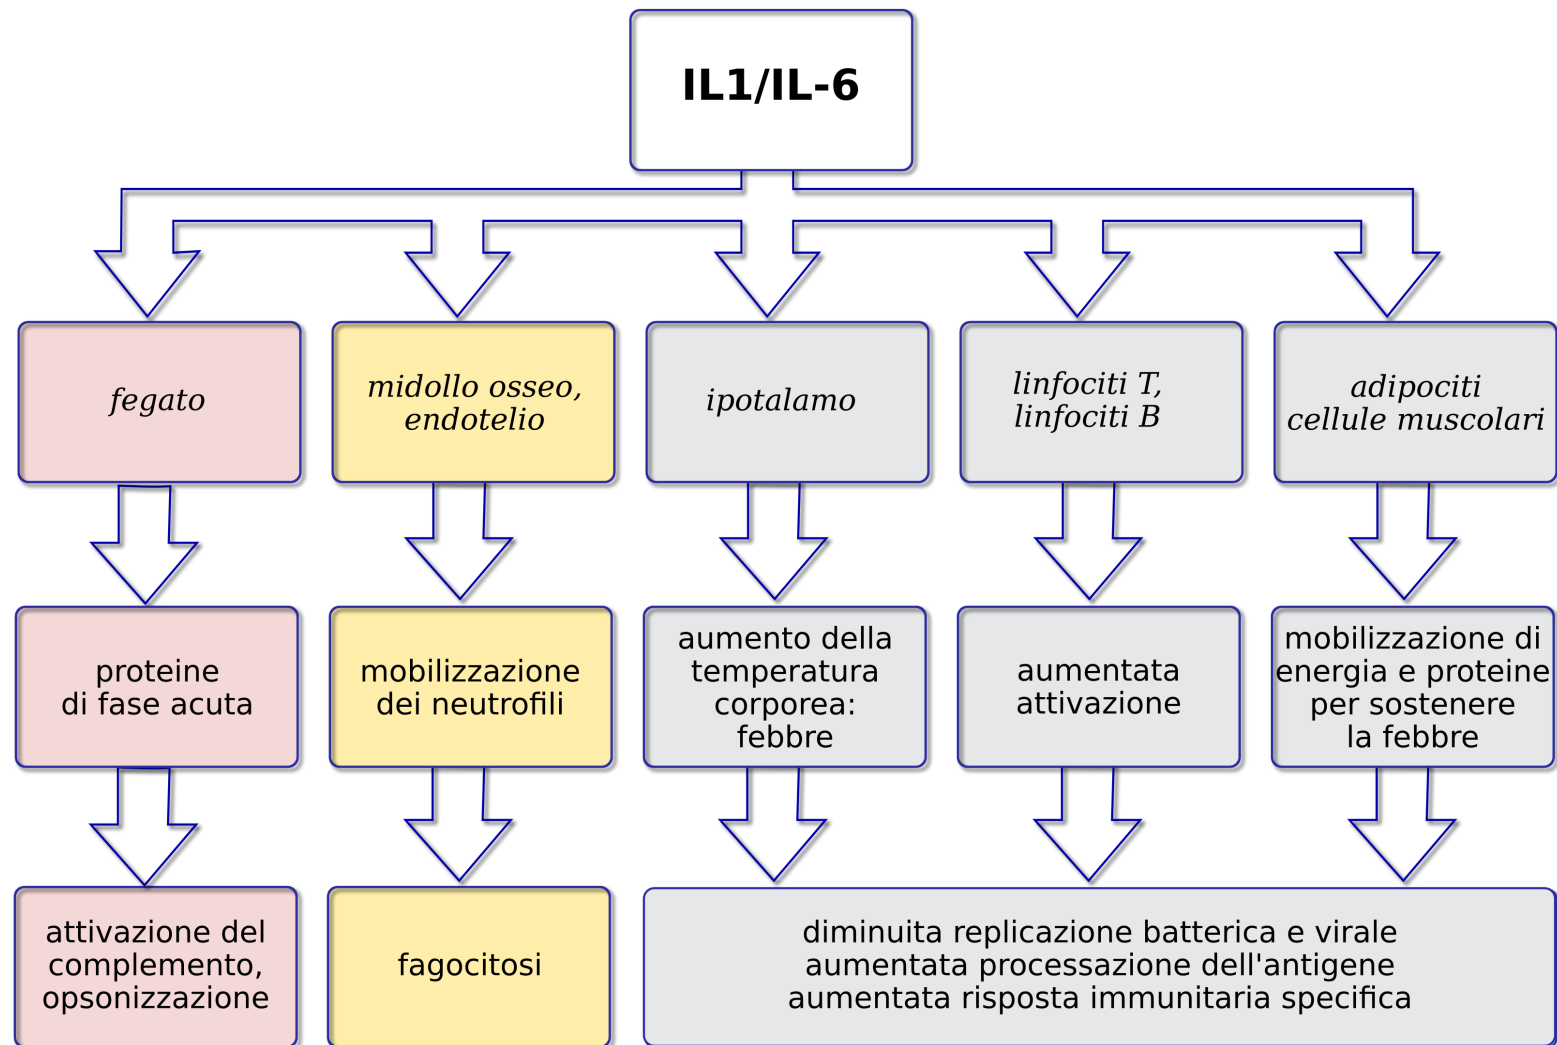 IL1/IL-6
fegato
midollo osseo,
endotelio
ipotalamo
linfociti T,
linfociti B
adipociti
cellule muscolari
proteine
di fase acuta
mobilizzazione
dei neutrofili
aumento della
temperatura
corporea:
febbre
aumentata
attivazione
mobilizzazione di
energia e proteine
per sostenere
la febbre
attivazione del
complemento,
opsonizzazione
fagocitosi
diminuita replicazione batterica e virale
aumentata processazione dell'antigene
aumentata risposta immunitaria specifica